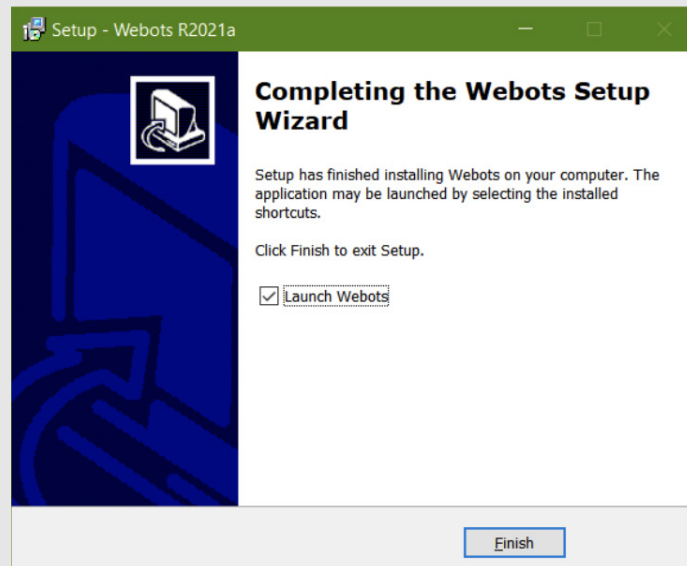 Setup - Webots R2021a
Completing the Webots Setup
Wizard
Setup has finished installing Webots on your computer. The
application may be launched by selecting the installed
shortcuts.
Click Finish to exit Setup.
Launch Webots
Finish